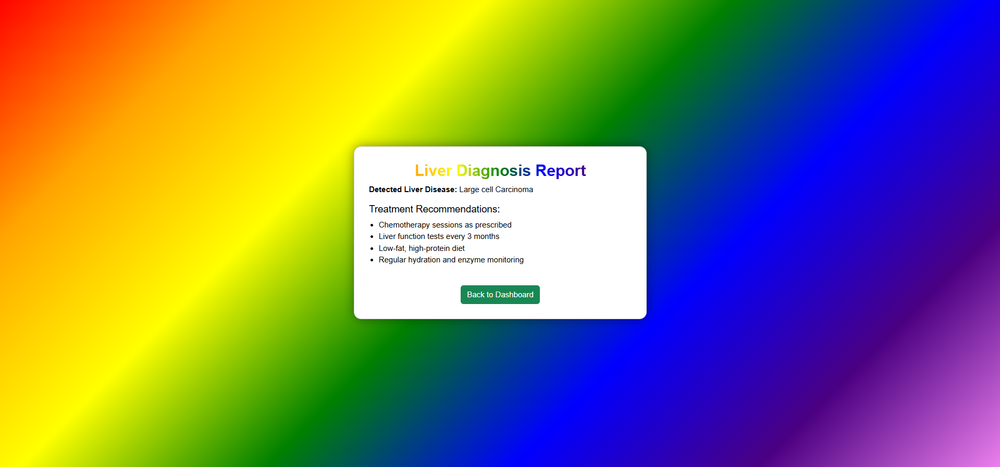 Liver Diagnosis Report
Detected Liver Disease: Large cell Carcinoma
Treatment Recommendations:
Chemotherapy sessions as prescribed
Liver function tests every 3 months
Low-fat, high-protein diet
Regular hydration and enzyme monitoring
Back to Dashboard